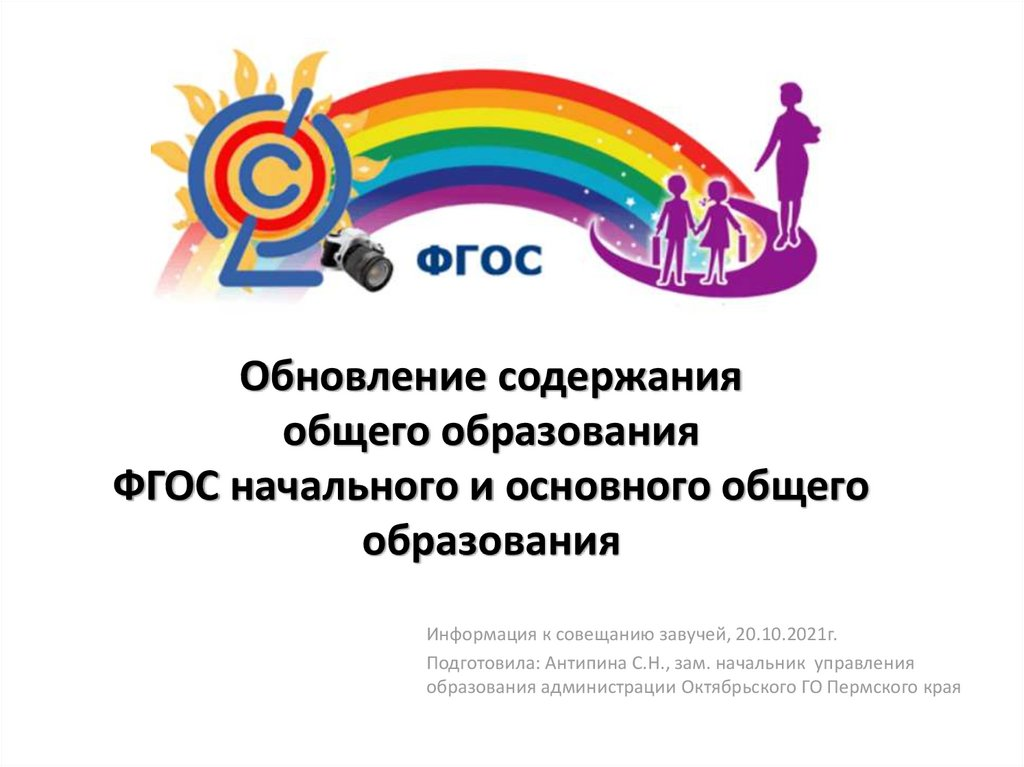 ФГОС
Обновление содержания
общего образования
ФГОС начального и основного общего
образования
Информация к совещанию завучей, 20.10.2021г.
Подготовила: Антипина С.Н., зам. начальник управления
образования администрации Октябрьского ГО Пермского края